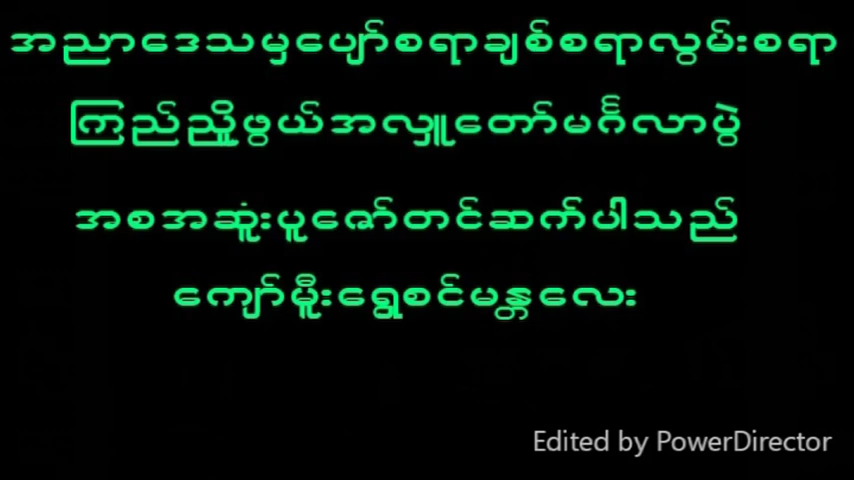 အညာဒေသမှပျော်စရာချစ်စရာလွမ်းစရာ
ကြည်ညှိုဖွယ်အလှူတော်မင်္ဂလာပွဲ
အစအဆူံးပူဇော်တင်ဆက်ပါသည်
ကျော်မှီးရွှေစင်မန္တလေး
Edited by PowerDirector